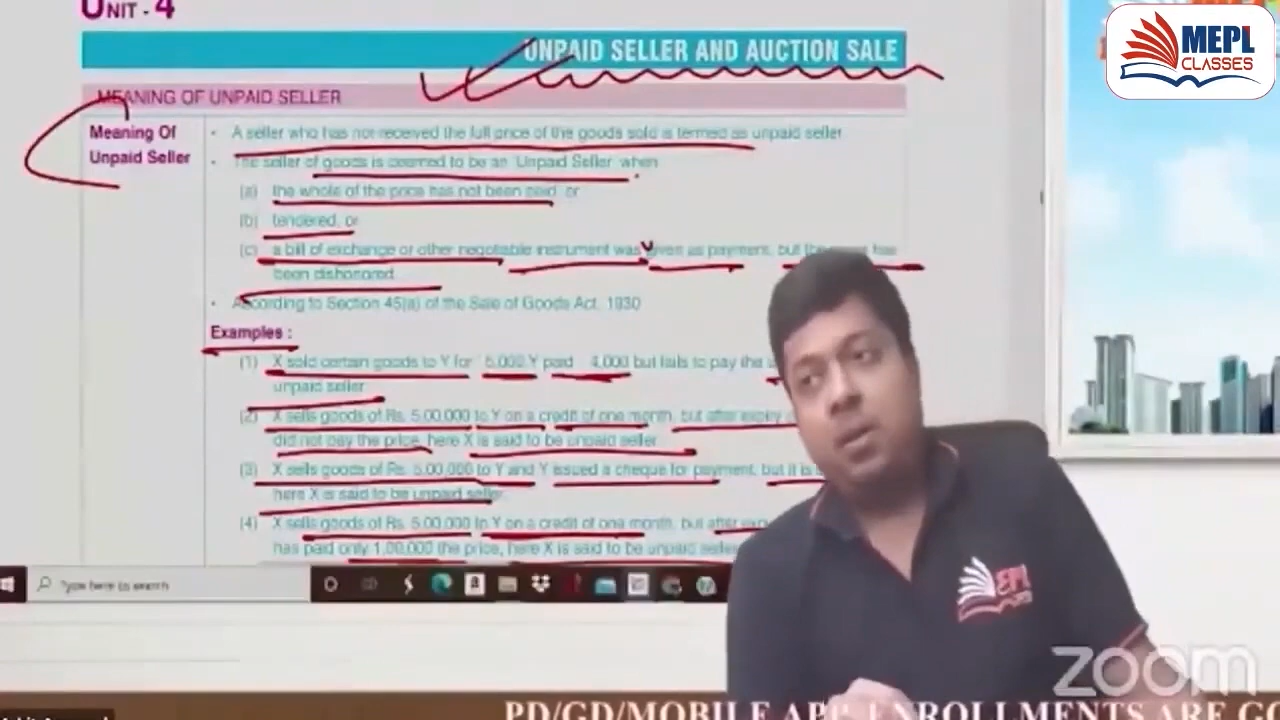 UNIT - 4
UNPAID SELLER AND AUCTION SALE
MEPL
CLASSES
MEANING OF UNPAID SELLER
Meaning Of
Unpaid Seller
• A seller who has not received the full price of the goods sold is termed as unpaid seller
• The seller of goods is deemed to be an Unpaid Seller when
(a) the whole of the price has not been paid or
(b) tendered, or
(c) a bill of exchange or other negotiable instrument was given as payment, but the has
been dishonored
• According to Section 45(a) of the Sale of Goods Act, 1930
Examples :
(1) X sold certain goods to Y for 5,000 Y paid 4,000 but fails to pay the
unpaid seller
(2) X sells goods of Rs. 5,00,000 to Y on a credit of one month, but after expiry
did not pay the price, here X is said to be unpaid seller
(3) X sells goods of Rs. 5,00,000 to Y and Y issued a cheque for payment, but it is
here X is said to be unpaid seller.
(4) X sells goods of Rs. 5,00,000 to Y on a credit of one month, but after
has paid only 1,00,000 the price, here X is said to be unpaid seller
Type here to search
MEPL
zoom
PD/GD/MOBILE APP ENROLLMENTS ARE GO